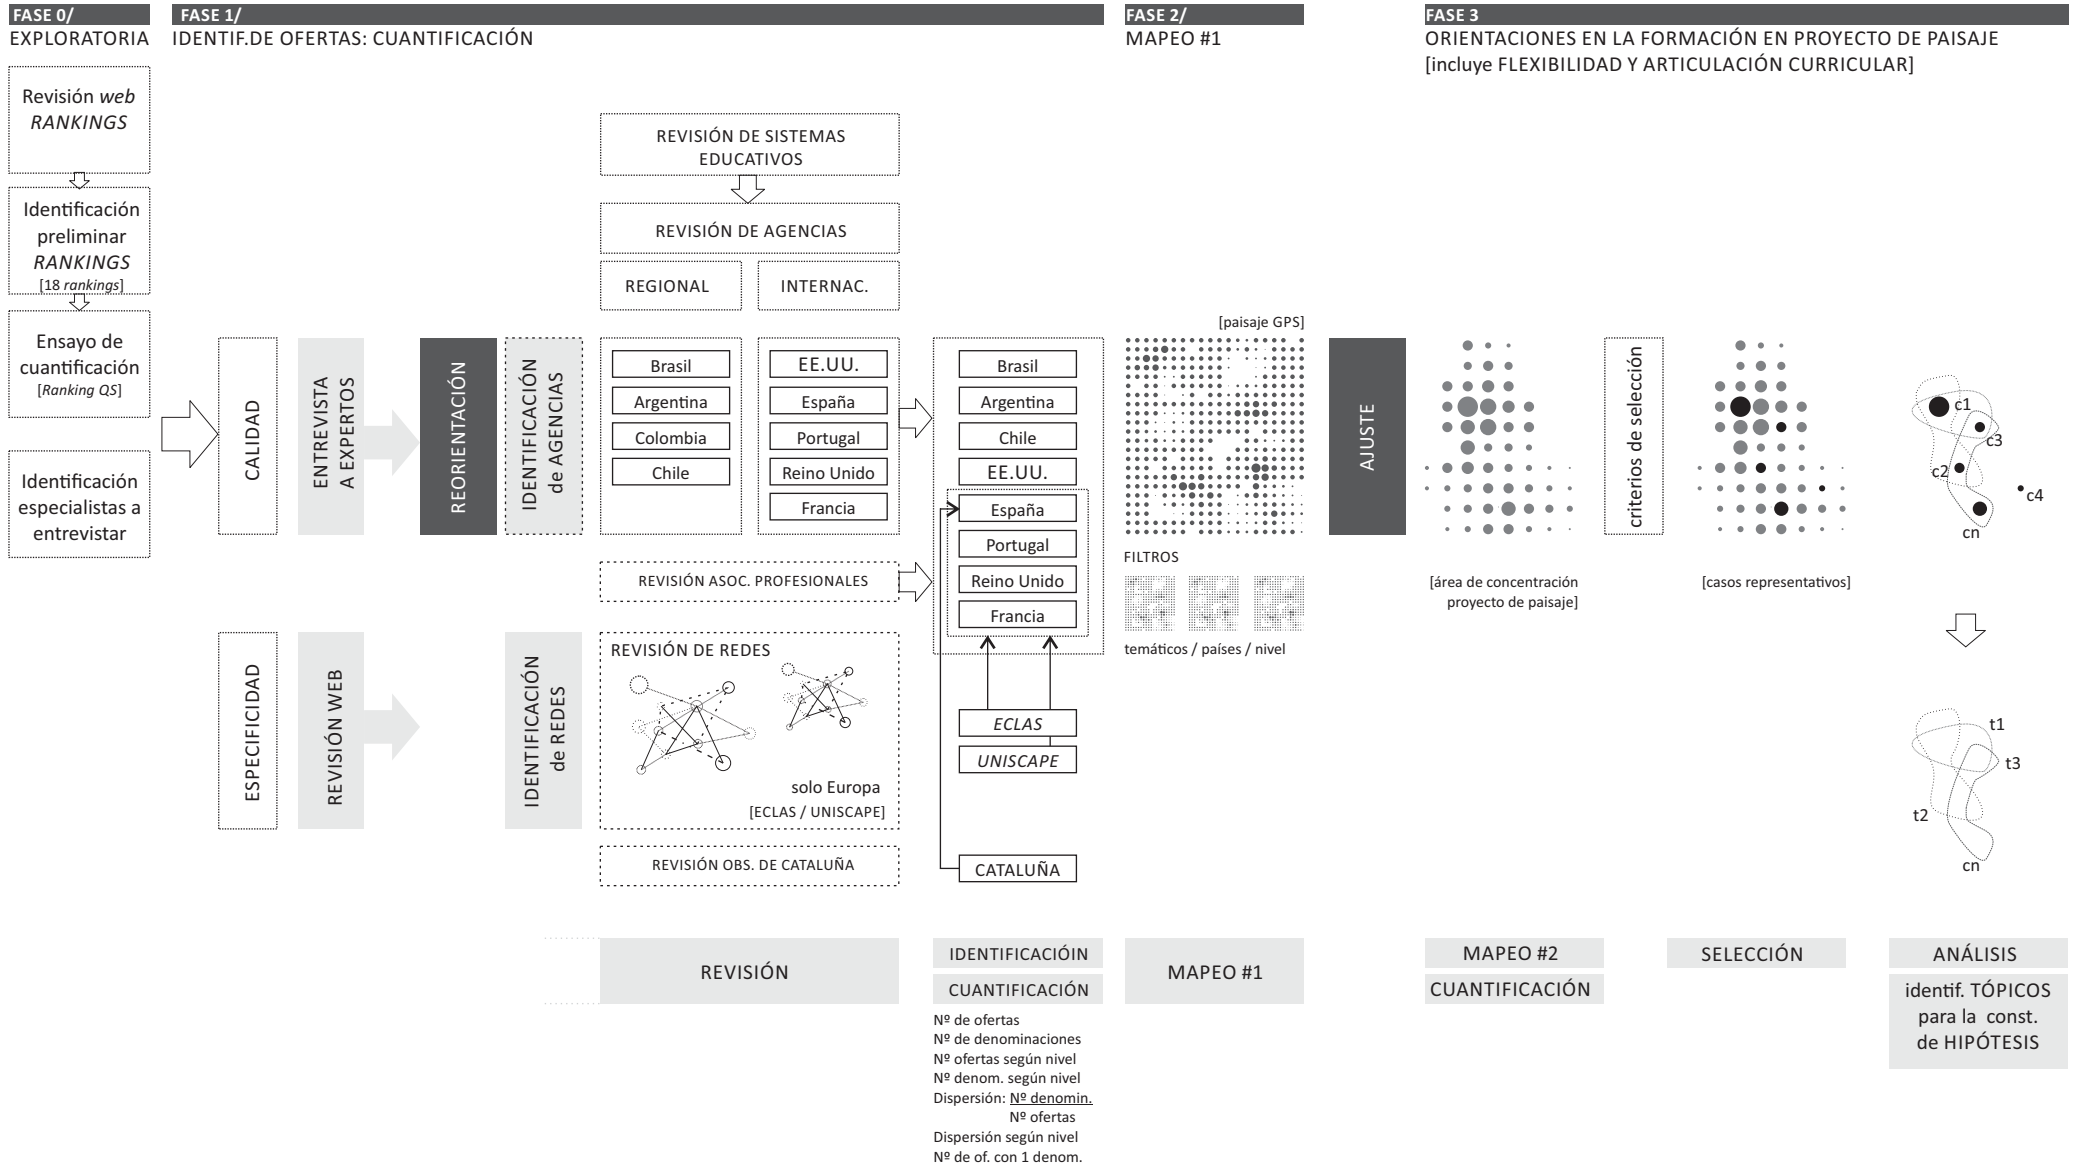 FASE 0/
EXPLORATORIA
Revisión web
RANKINGS
Identificación
preliminar
RANKINGS
[18 rankings]
Ensayo de
cuantificación
[Ranking QS]
Identificación
especialistas a
entrevistar
FASE 1/
IDENTIF.DE OFERTAS: CUANTIFICACIÓN
CALIDAD
ENTREVISTA
A EXPERTOS
REORIENTACIÓN
IDENTIFICACIÓN
de AGENCIAS
ESPECIFICIDAD
REVISIÓN WEB
IDENTIFICACIÓN
de REDES
REVISIÓN DE SISTEMAS
EDUCATIVOS
REVISIÓN DE AGENCIAS
REGIONAL
INTERNAC.
Brasil
Argentina
Colombia
Chile
EE.UU.
España
Portugal
Reino Unido
Francia
REVISIÓN ASOC. PROFESIONALES
REVISIÓN DE REDES
solo Europa
[ECLAS / UNISCAPE]
REVISIÓN OBS. DE CATALUÑA
Brasil
Argentina
Chile
EE.UU.
España
Portugal
Reino Unido
Francia
ECLAS
UNISCAPE
CATALUÑA
REVISIÓN
IDENTIFICACIÓIN
CUANTIFICACIÓN
Nº de ofertas
Nº de denominaciones
Nº ofertas según nivel
Nº denom. según nivel
Dispersión: Nº denomin.
Nº ofertas
Dispersión según nivel
Nº de of. con 1 denom.
FASE 2/
MAPEO #1
[paisaje GPS]
FILTROS
temáticos / países / nivel
MAPEO #1
AJUSTE
FASE 3
ORIENTACIONES EN LA FORMACIÓN EN PROYECTO DE PAISAJE
[incluye FLEXIBILIDAD Y ARTICULACIÓN CURRICULAR]
[área de concentración
proyecto de paisaje]
criterios de selección
[casos representativos]
c1
c3
c2
c4
cn
t1
t3
t2
cn
MAPEO #2
CUANTIFICACIÓN
SELECCIÓN
ANÁLISIS
identif. TÓPICOS
para la const.
de HIPÓTESIS